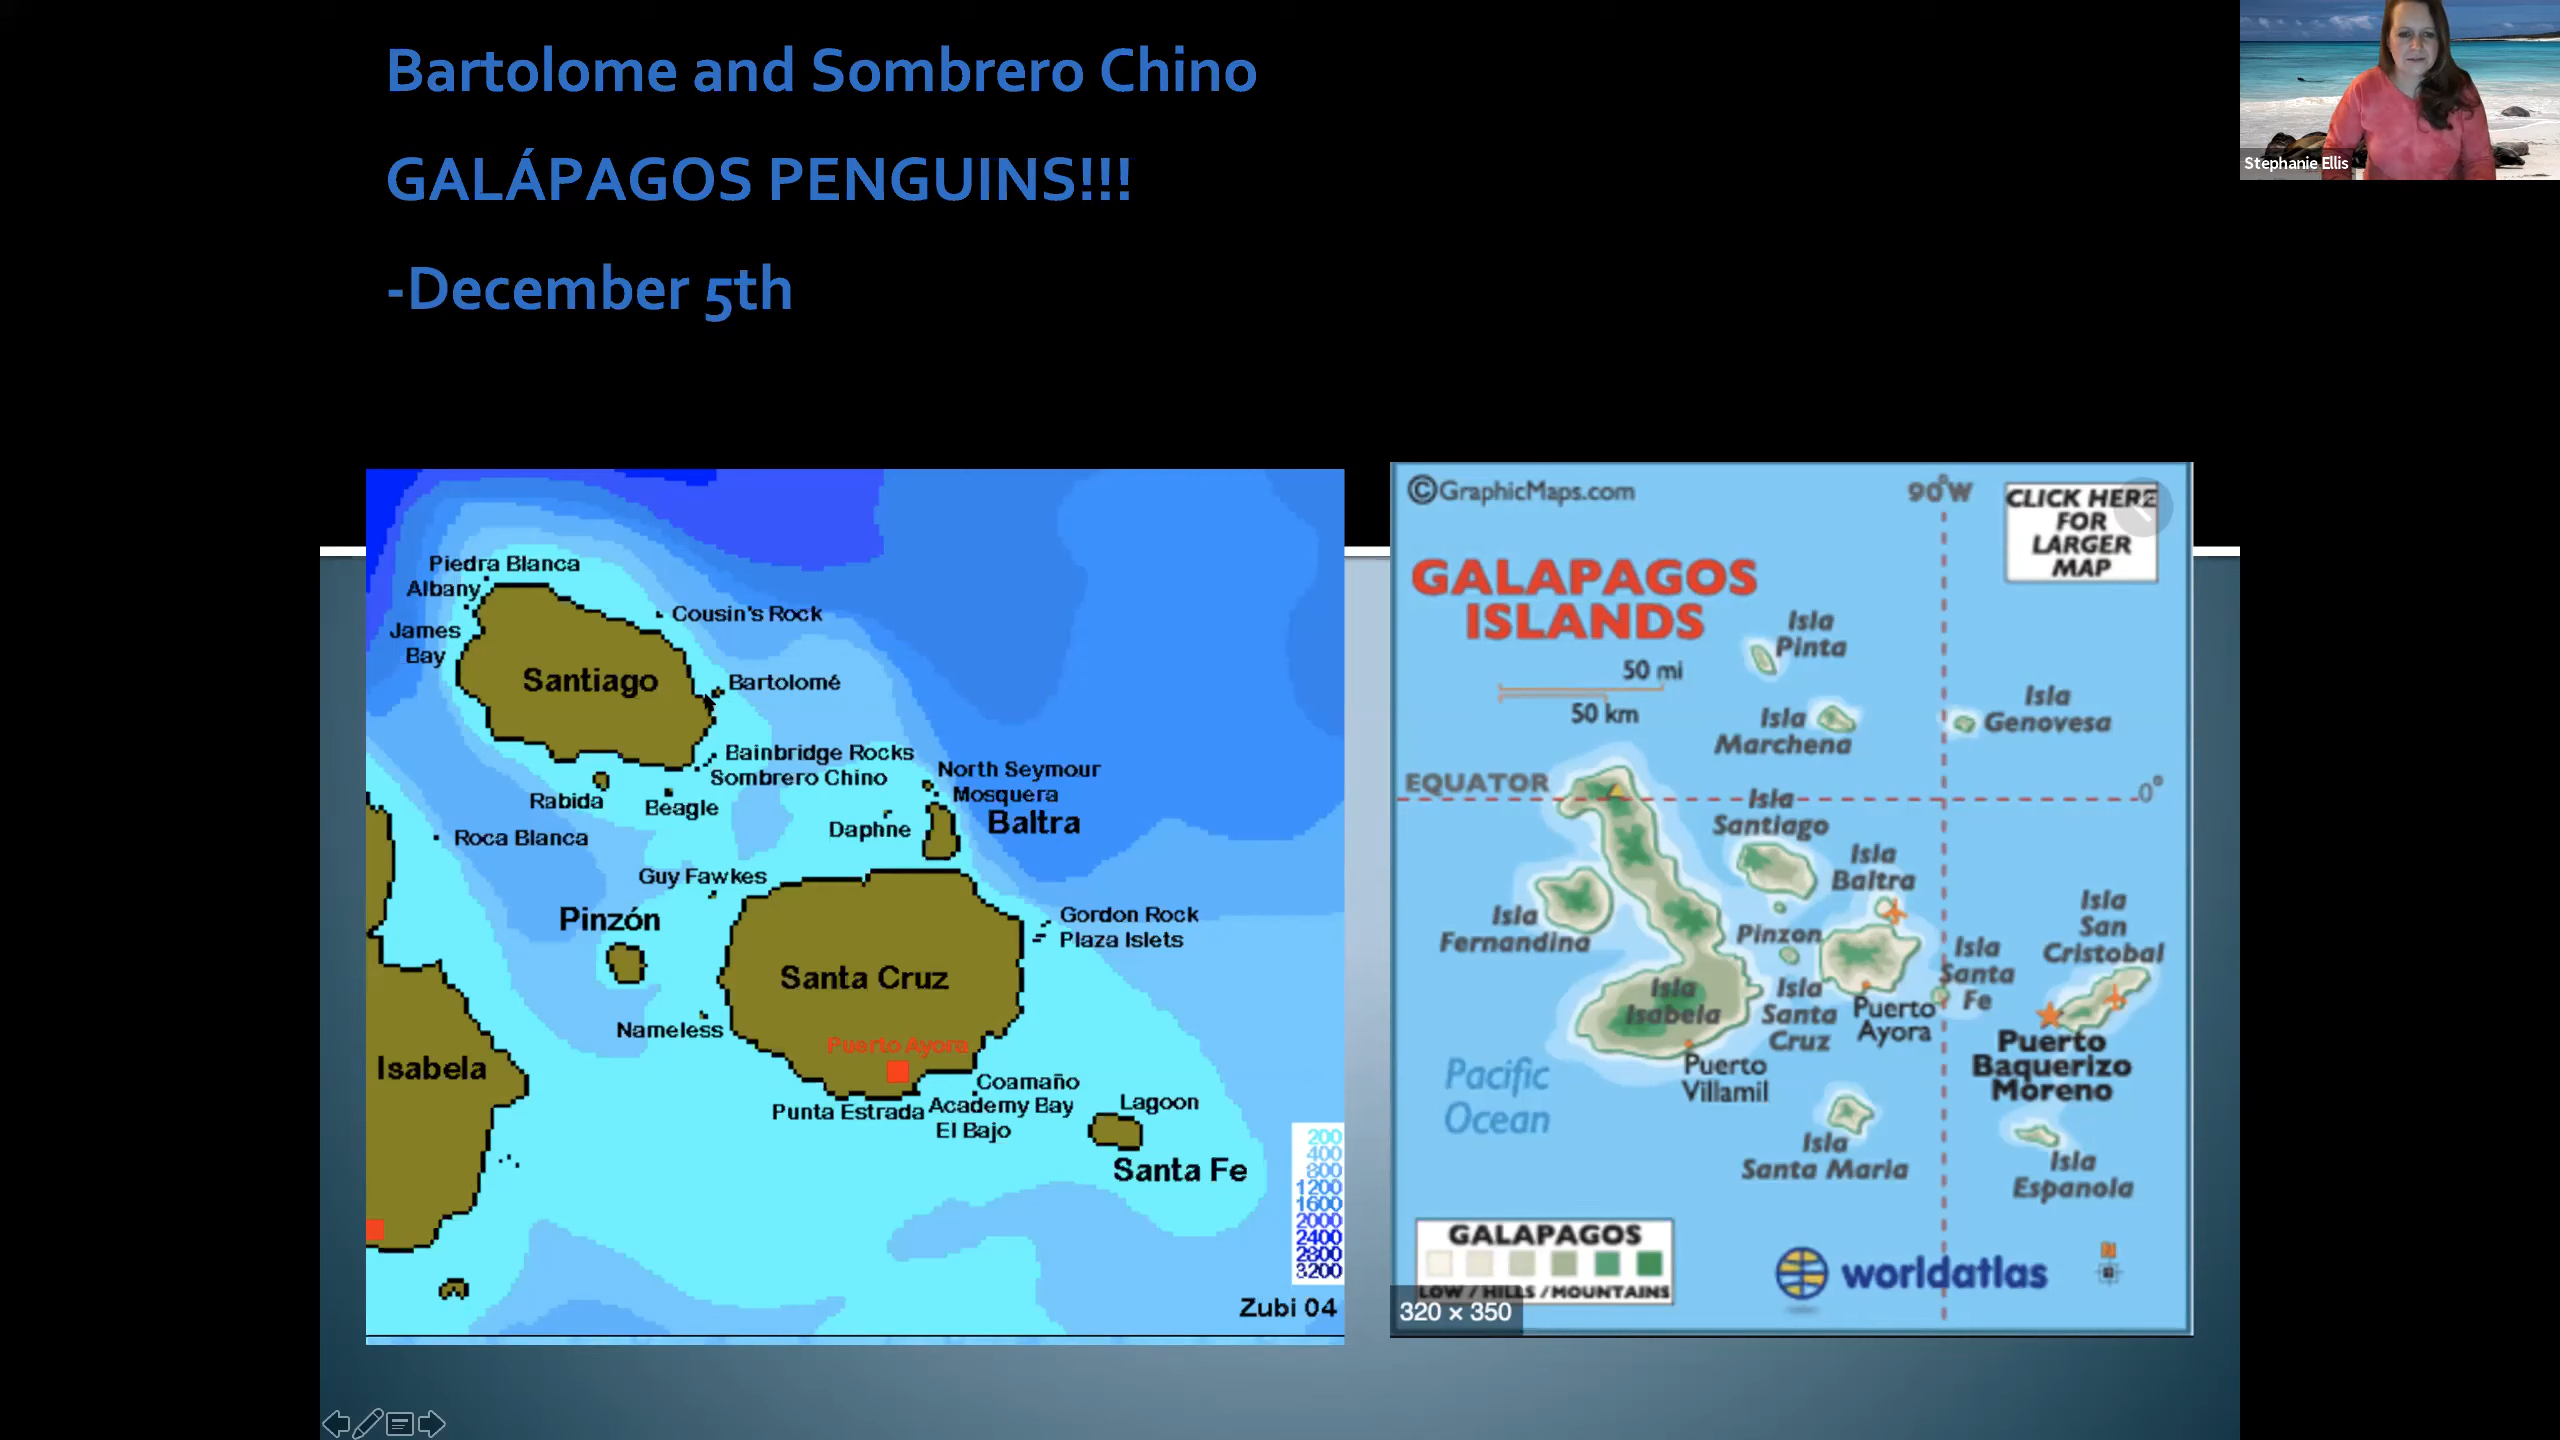 Bartolome and Sombrero Chino
GALÁPAGOS PENGUINS!!!
-December 5th
Stephanie Ellis
Piedra Blanca
Albany
James
Bay
Cousin's Rock
Santiago
Bartolomé
Bainbridge Rocks
Sombrero Chino
Rabida
Beagle
Roca Blanca
North Seymour
Mosquera
Daphne
Baltra
Guy Fawkes
Pinzón
Gordon Rock
Plaza Islets
Santa Cruz
Nameless
Puerto Ayora
Isabela
Coamaño
Punta Estrada
Academy Bay
El Bajo
Lagoon
Santa Fe
200
400
800
1200
1600
2000
2400
2800
3200
Zubi 04
©GraphicMaps.com
90°W
CLICK HERE
FOR
LARGER
MAP
GALAPAGOS
ISLANDS
50 mi
50 km
Isla
Pinta
Isla
Marchena
Isla
Genovesa
EQUATOR
0°
Isla
Santiago
Isla
Baltra
Isla
Fernandina
Pinzon
Isla
Santa
Fe
Isla
San
Cristobal
Isla
Isabela
Isla
Santa
Cruz
Puerto
Ayora
Puerto
Baquerizo
Moreno
Puerto
Villamil
Pacific
Ocean
Isla
Santa Maria
Isla
Espanola
GALAPAGOS
LOW / HILLS / MOUNTAINS
worldatlas
N
320 × 350